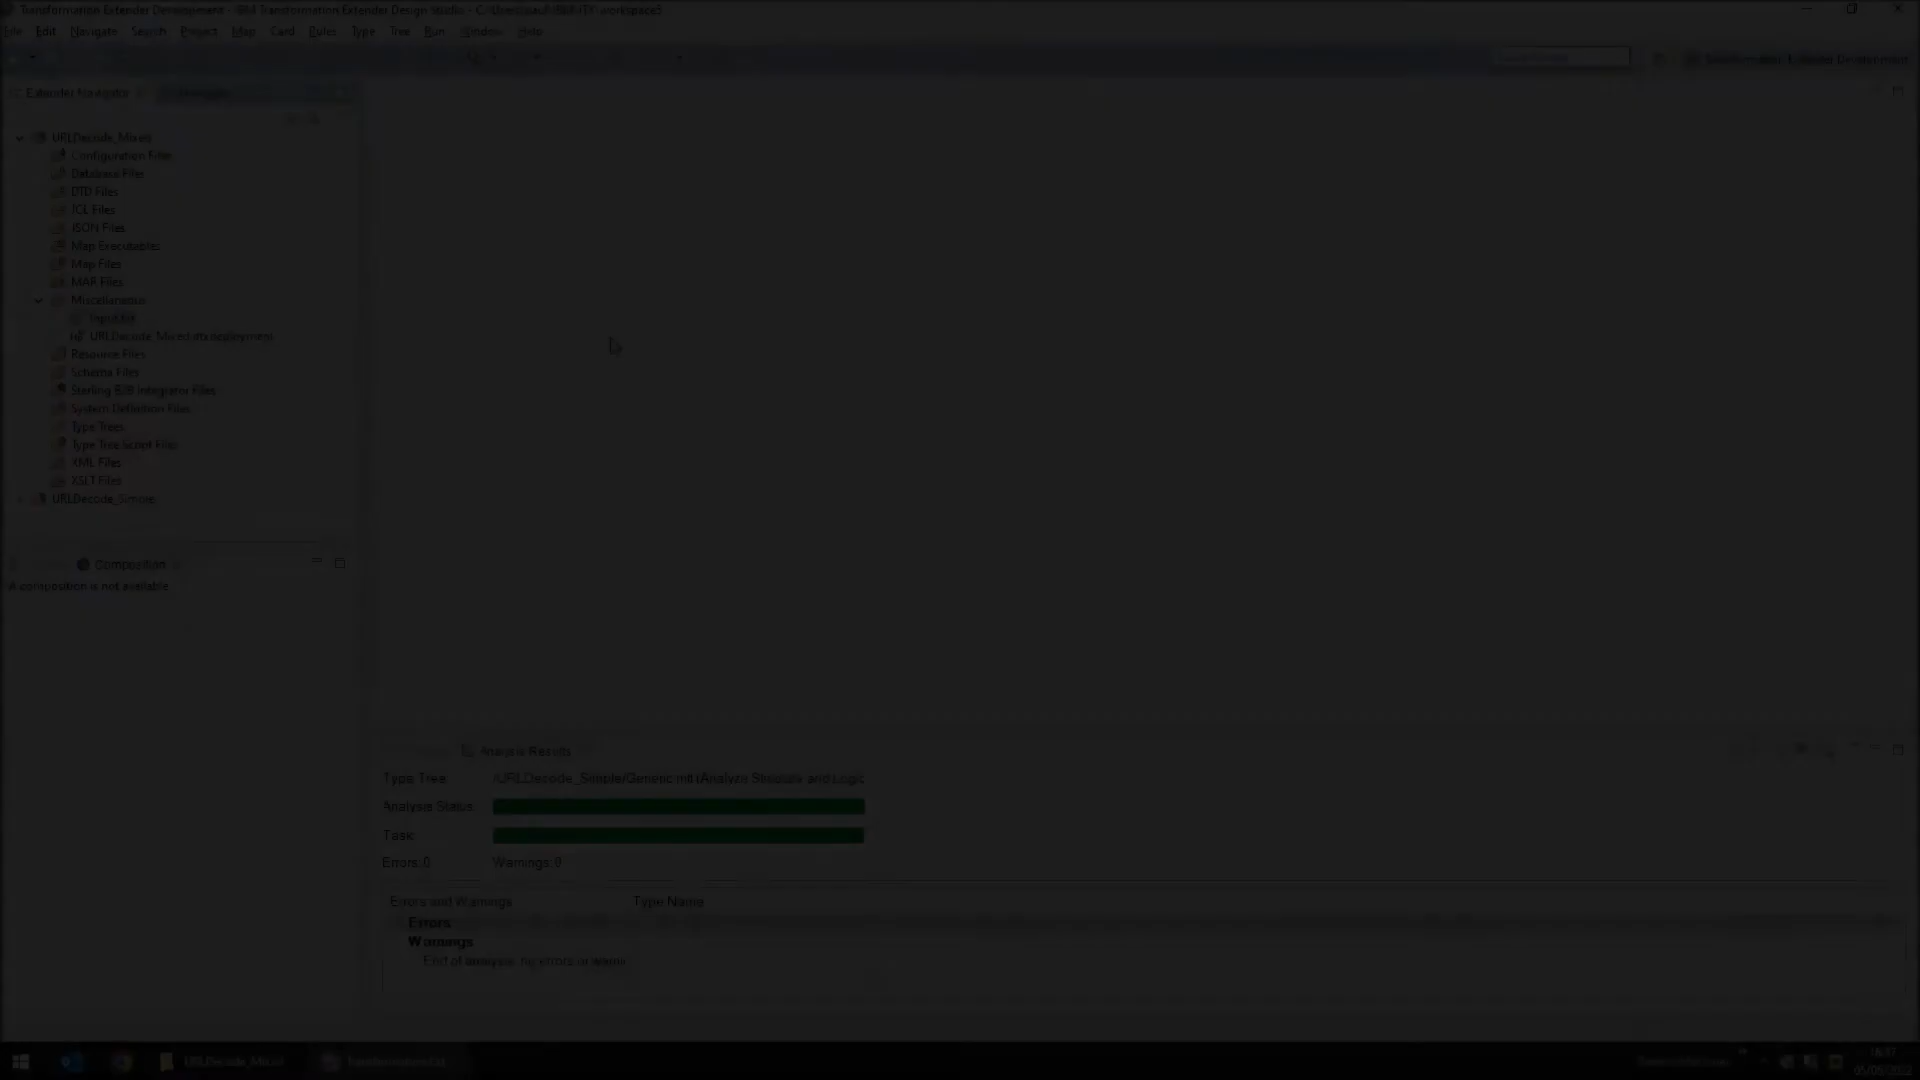 Transformation Extender Development - IBM Transformation Extender Design Studio - C:\Users\paul\IBM\ITX\workspace3
File Edit Navigate Search Project Map Card Rules Type Tree Run Window Help
Extender Navigator
URLDecode_Mixed
Configuration Files
Database Files
DTD Files
JCL Files
JSON Files
Map Executables
Map Files
MAR Files
Miscellaneous
Input.txt
URLDecode_Mixed.itxdeployment
Resource Files
Schema Files
Sterling B2B Integrator Files
System Definition Files
Type Trees
Type Tree Script Files
XML Files
XSLT Files
URLDecode_Simple
Composition
A composition is not available
Analysis Results
Type Tree: /URLDecode_Simple/Generic.mtt (Analyze Structure and Logic
Analysis Status:
Task:
Errors: 0 Warnings: 0
Errors and Warnings Type Name
Errors
Warnings
End of analysis: no errors or warni
URLDecode_Mixed